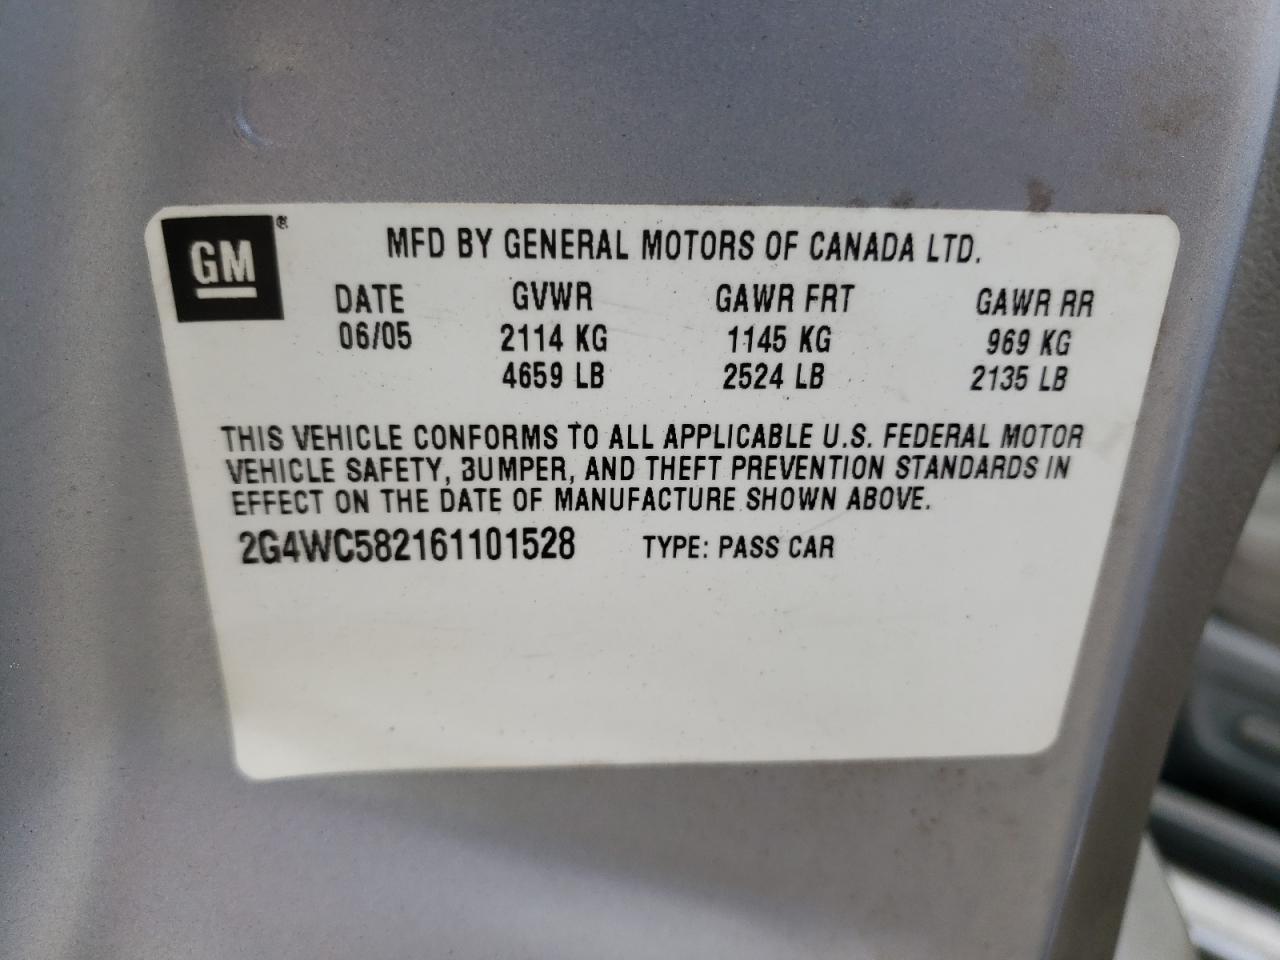 GM ®
MFD BY GENERAL MOTORS OF CANADA LTD.
DATE GVWR GAWR FRT GAWR RR
06/05 2114 KG 1145 KG 969 KG
4659 LB 2524 LB 2135 LB
THIS VEHICLE CONFORMS TO ALL APPLICABLE U.S. FEDERAL MOTOR
VEHICLE SAFETY, BUMPER, AND THEFT PREVENTION STANDARDS IN
EFFECT ON THE DATE OF MANUFACTURE SHOWN ABOVE.
2G4WC582161101528 TYPE: PASS CAR